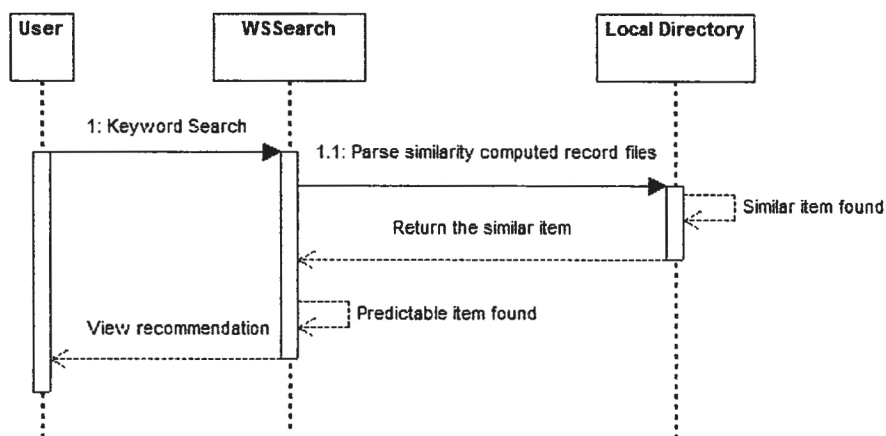 User
WSSearch
Local Directory
1: Keyword Search
1.1: Parse similarity computed record files
Similar item found
Return the similar item
Predictable item found
View recommendation